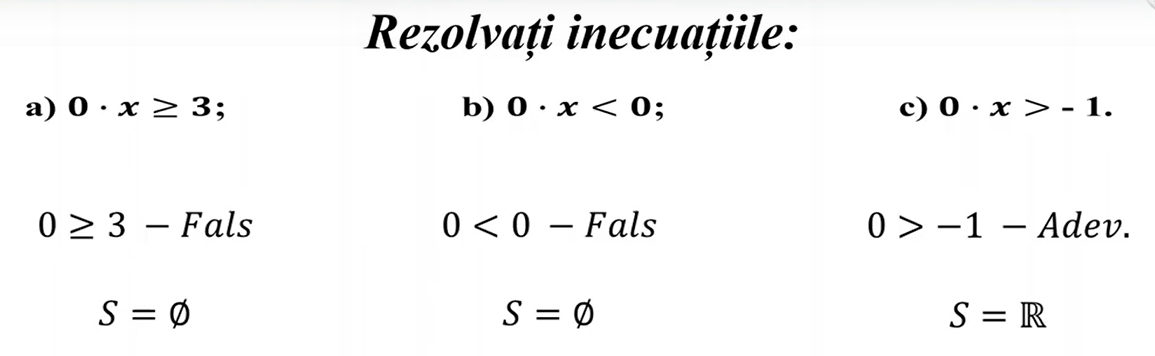 Rezolvați inecuațiile:
a) 0 · x ≥ 3; b) 0 · x < 0; c) 0 · x > - 1.
0 ≥ 3 − Fals 0 < 0 − Fals 0 > −1 − Adev.
S = ∅ S = ∅ S = ℝ